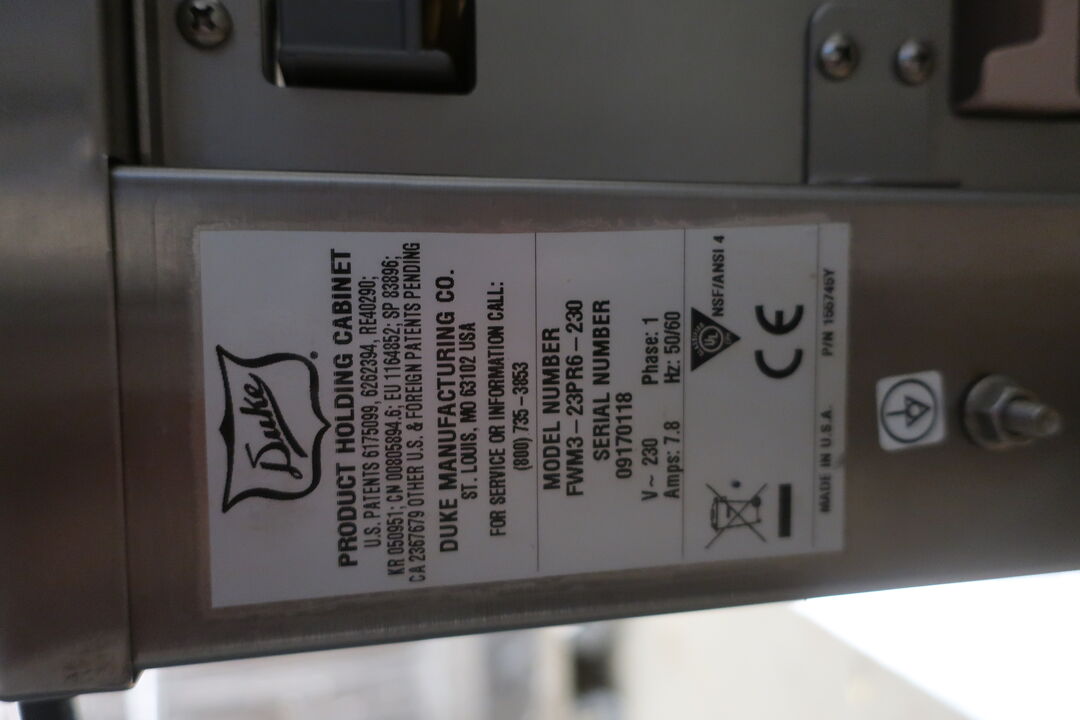 Duke
PRODUCT HOLDING CABINET
U.S. PATENTS 6175099, 6262394, RE40290;
KR 050951; CN 00805894.6; EU 1164852; SP 83896;
CA 2367679 OTHER U.S. & FOREIGN PATENTS PENDING
DUKE MANUFACTURING CO.
ST. LOUIS, MO 63102 USA
FOR SERVICE OR INFORMATION CALL:
(800) 735-3853
MODEL NUMBER
FWM3-23PR6-230
SERIAL NUMBER
09170118
V~ 230 Phase: 1
Amps: 7.8 Hz: 50/60
UL
NSF/ANSI 4
CE
MADE IN U.S.A. P/N